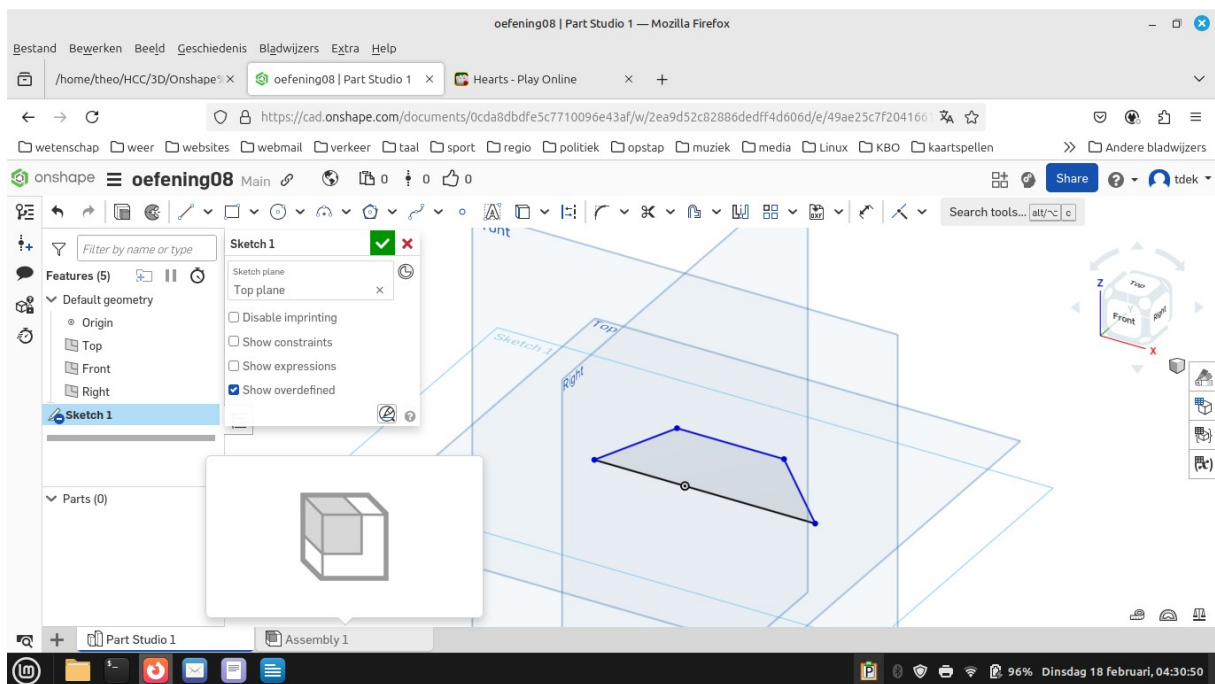 oefening08 | Part Studio 1 — Mozilla Firefox
Bestand Bewerken Beeld Geschiedenis Bladwijzers Extra Help
/home/theo/HCC/3D/Onshape% oefening08 | Part Studio 1 Hearts - Play Online
https://cad.onshape.com/documents/0cda8dbdfe5c7710096e43af/w/2ea9d52c82886dedff4d606d/e/49ae25c7f2041661
wetenschap weer websites webmail verkeer taal sport regio politiek opstap muziek media Linux KBO kaartspellen Andere bladwijzers
onshape oefening08 Main 0 0 0 Share tdek
Search tools... alt/⌥ c
Filter by name or type
Features (5)
Default geometry
Origin
Top
Front
Right
Sketch 1
Parts (0)
Sketch 1
Sketch plane
Top plane
Disable imprinting
Show constraints
Show expressions
Show overdefined
Top
Sketch 1
Right
Top
Z
Y
Front Right
X
Part Studio 1 Assembly 1
96% Dinsdag 18 februari, 04:30:50